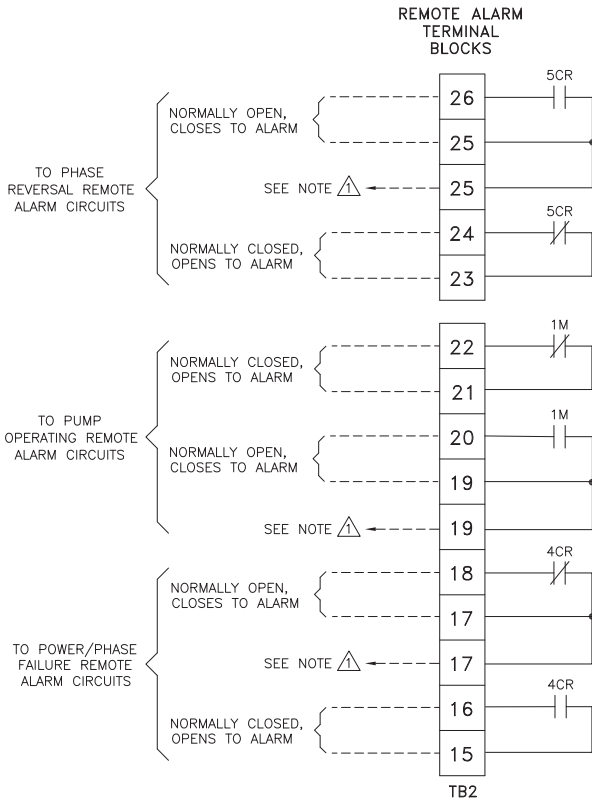 REMOTE ALARM
TERMINAL
BLOCKS
5CR
26
NORMALLY OPEN,
CLOSES TO ALARM
25
TO PHASE
REVERSAL REMOTE
ALARM CIRCUITS
SEE NOTE 1
25
5CR
24
NORMALLY CLOSED,
OPENS TO ALARM
23
1M
22
NORMALLY CLOSED,
OPENS TO ALARM
21
1M
TO PUMP
OPERATING REMOTE
ALARM CIRCUITS
20
NORMALLY OPEN,
CLOSES TO ALARM
19
SEE NOTE 1
19
4CR
18
NORMALLY OPEN,
CLOSES TO ALARM
17
TO POWER/PHASE
FAILURE REMOTE
ALARM CIRCUITS
SEE NOTE 1
17
4CR
16
NORMALLY CLOSED,
OPENS TO ALARM
15
TB2